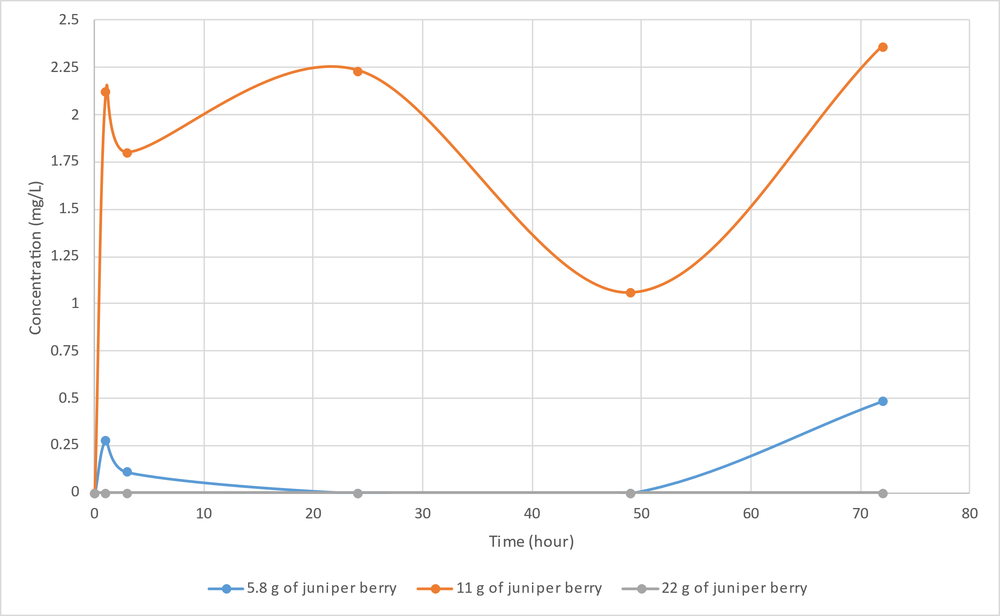 2.5
2.25
2
1.75
1.5
1.25
1
0.75
0.5
0.25
0
Concentration (mg/L)
0 10 20 30 40 50 60 70 80
Time (hour)
5.8 g of juniper berry 11 g of juniper berry 22 g of juniper berry